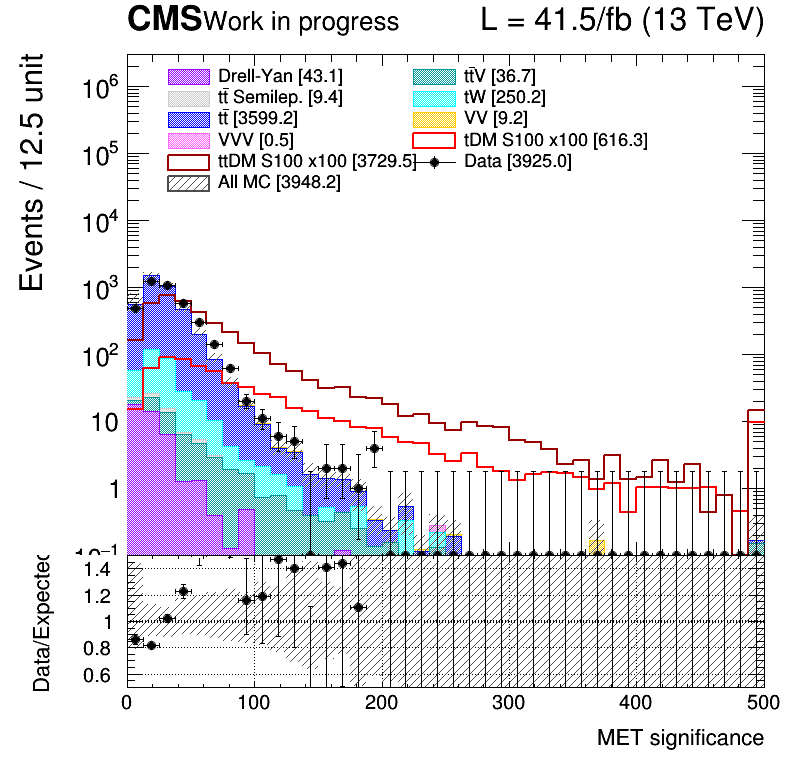 CMS Work in progress L = 41.5/fb (13 TeV)
Drell-Yan [43.1] tt̄V [36.7]
tt̄ Semilep. [9.4] tW [250.2]
tt̄ [3599.2] VV [9.2]
VVV [0.5] tDM S100 x100 [616.3]
ttDM S100 x100 [3729.5] Data [3925.0]
All MC [3948.2]
Events / 12.5 unit
10⁶
10⁵
10⁴
10³
10²
10
1
10⁻¹
Data/Expected
1.4
1.2
1
0.8
0.6
0 100 200 300 400 500
MET significance